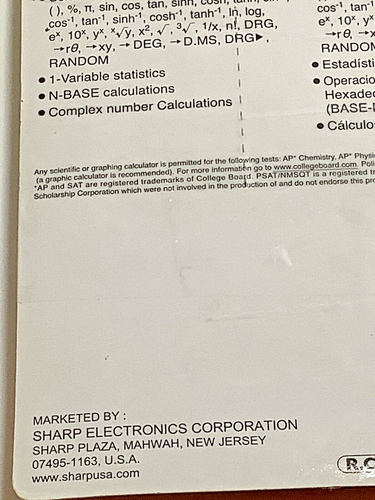 ( ), %, π, sin, cos, tan, sinh, cosh,
cos⁻¹, tan⁻¹, sinh⁻¹, cosh⁻¹, tanh⁻¹, ln, log,
eˣ, 10ˣ, yˣ, ˣ√y, x², √, ³√, 1/x, n!, DRG,
→rθ, →xy, → DEG, → D.MS, DRG►,
RANDOM
• 1-Variable statistics
• N-BASE calculations
• Complex number Calculations
cos⁻¹, tan⁻¹
eˣ, 10ˣ, y
→rθ, →x
RANDOM
• Estadísti
• Operacio
Hexadec
(BASE-
• Cálculo
Any scientific or graphing calculator is permitted for the following tests: AP* Chemistry, AP* Physi
(a graphic calculator is recommended). For more information go to www.collegeboard.com. Poli
*AP and SAT are registered trademarks of College Board. PSAT/NMSQT is a registered tr
Scholarship Corporation which were not involved in the production of and do not endorse this pro
MARKETED BY :
SHARP ELECTRONICS CORPORATION
SHARP PLAZA, MAHWAH, NEW JERSEY
07495-1163, U.S.A.
www.sharpusa.com
R.C